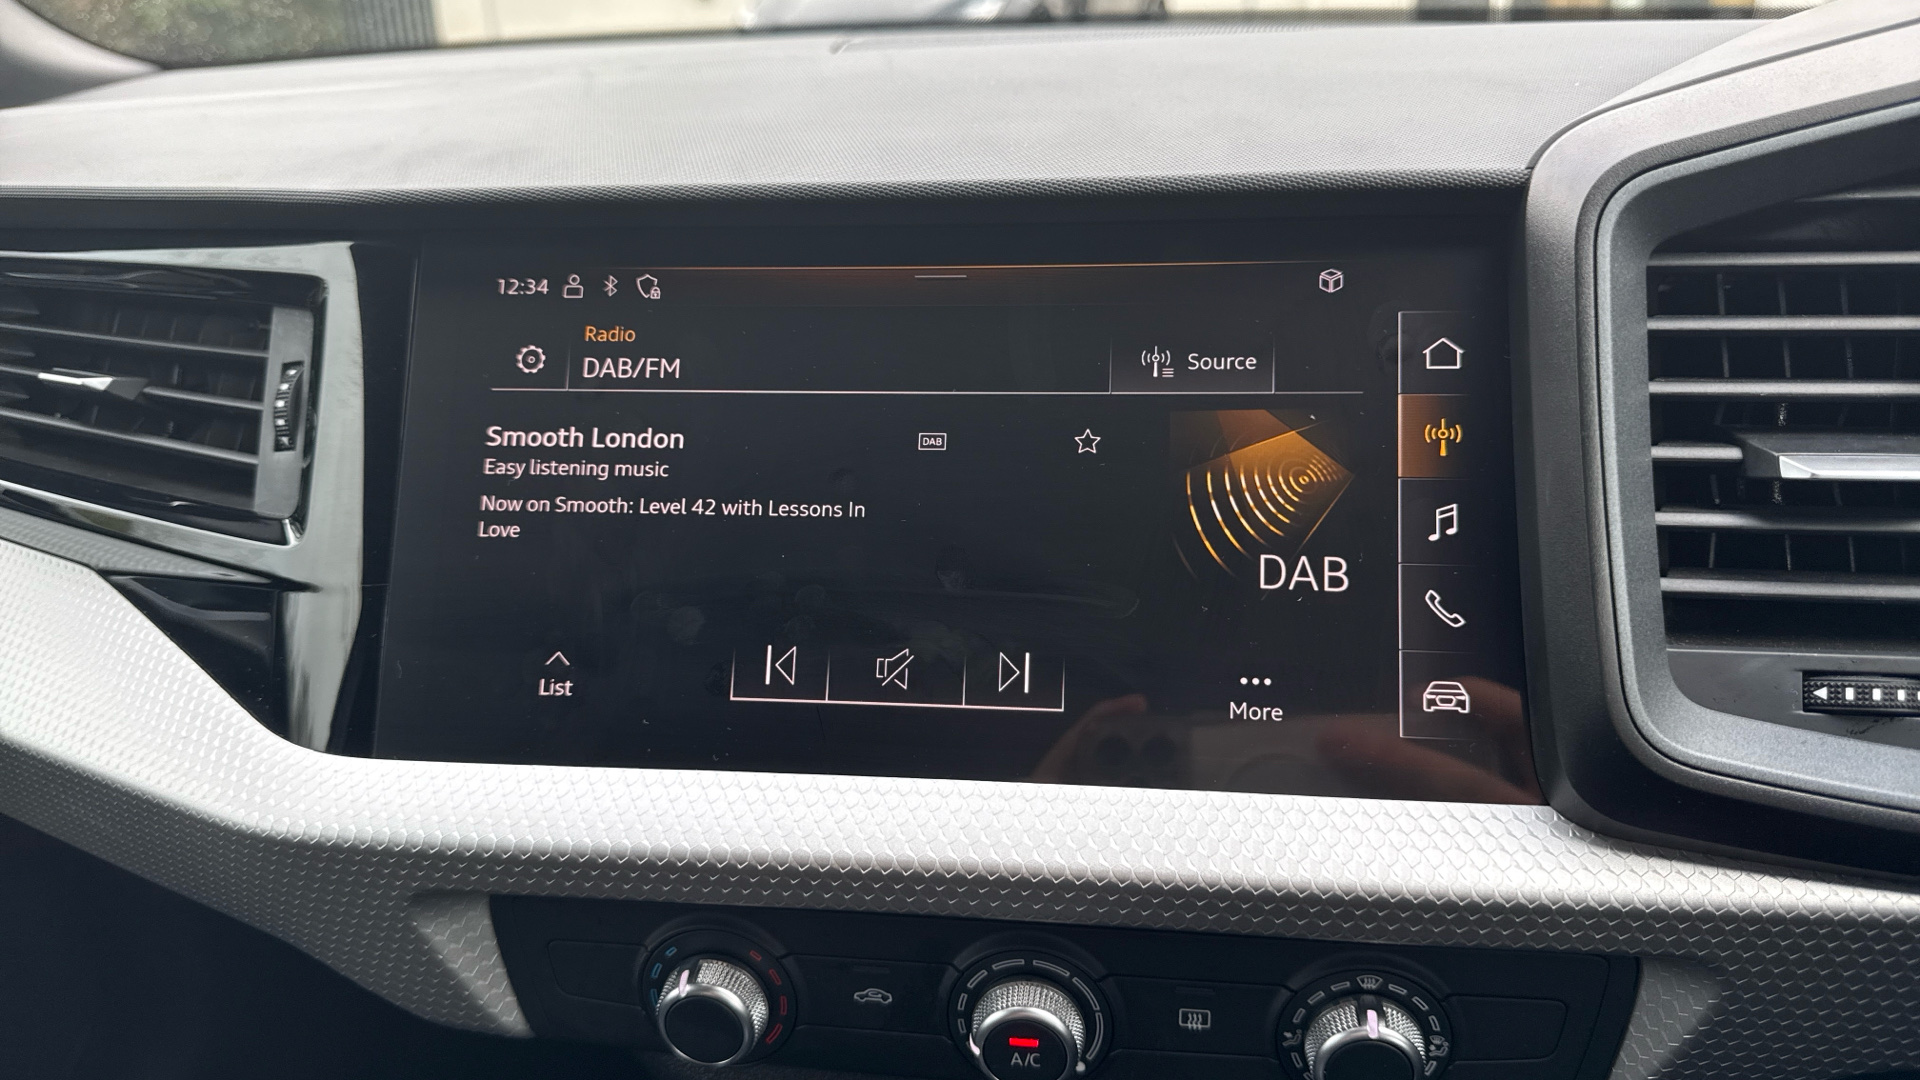 12:34
Radio
DAB/FM
Source
Smooth London
DAB
Easy listening music
Now on Smooth: Level 42 with Lessons In
Love
DAB
List
More
A/C